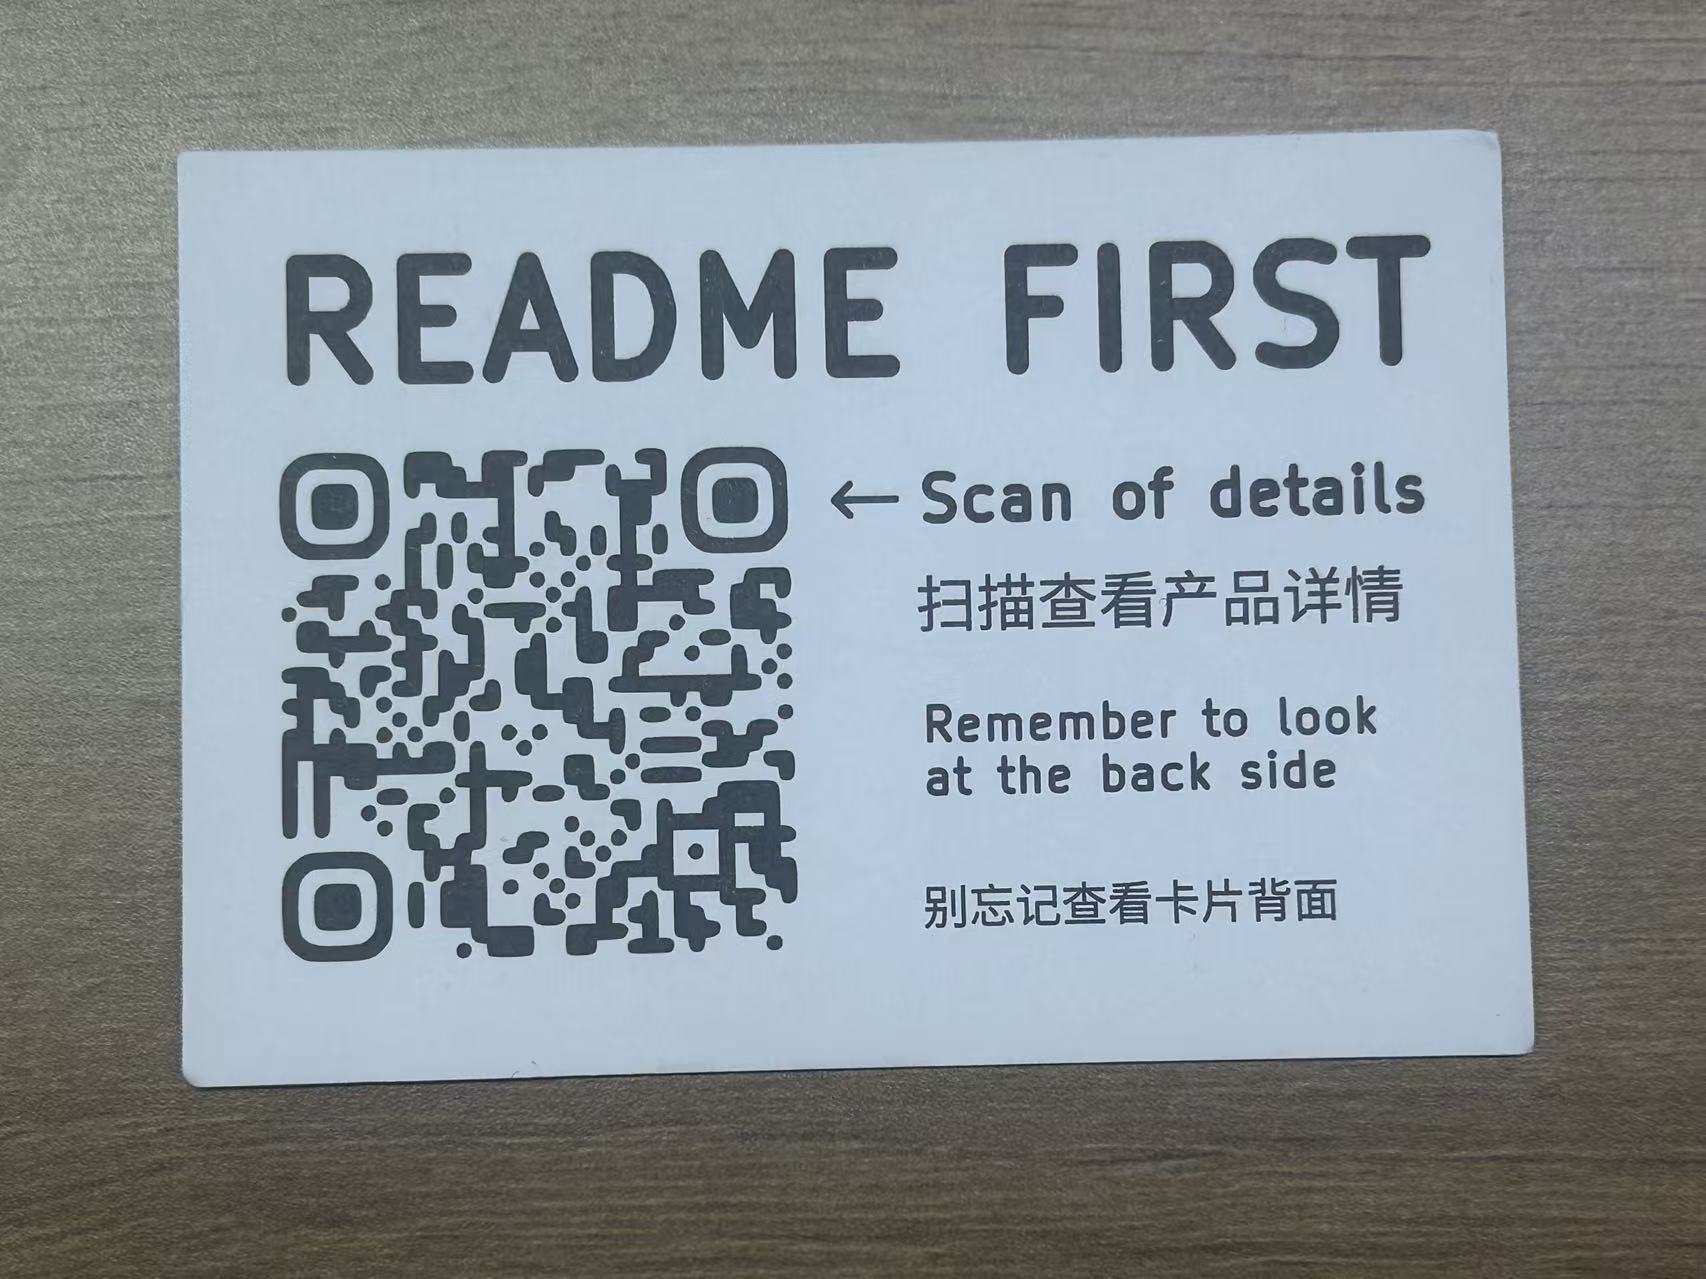 README FIRST
← Scan of details
扫描查看产品详情
Remember to look
at the back side
别忘记查看卡片背面